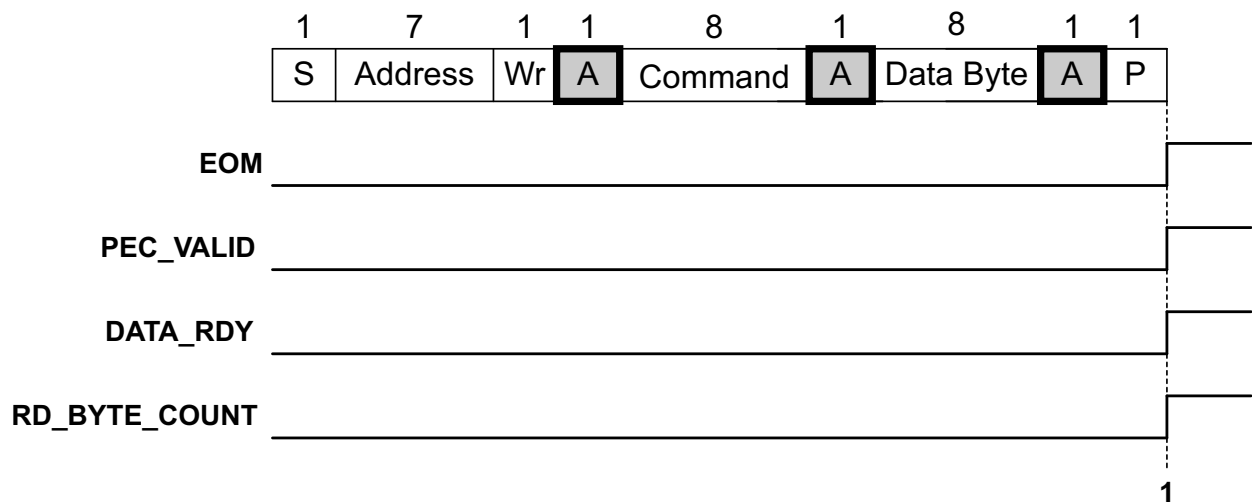 1 7 1 1 8 1 8 1 1
S Address Wr A Command A Data Byte A P
EOM
PEC_VALID
DATA_RDY
RD_BYTE_COUNT
1